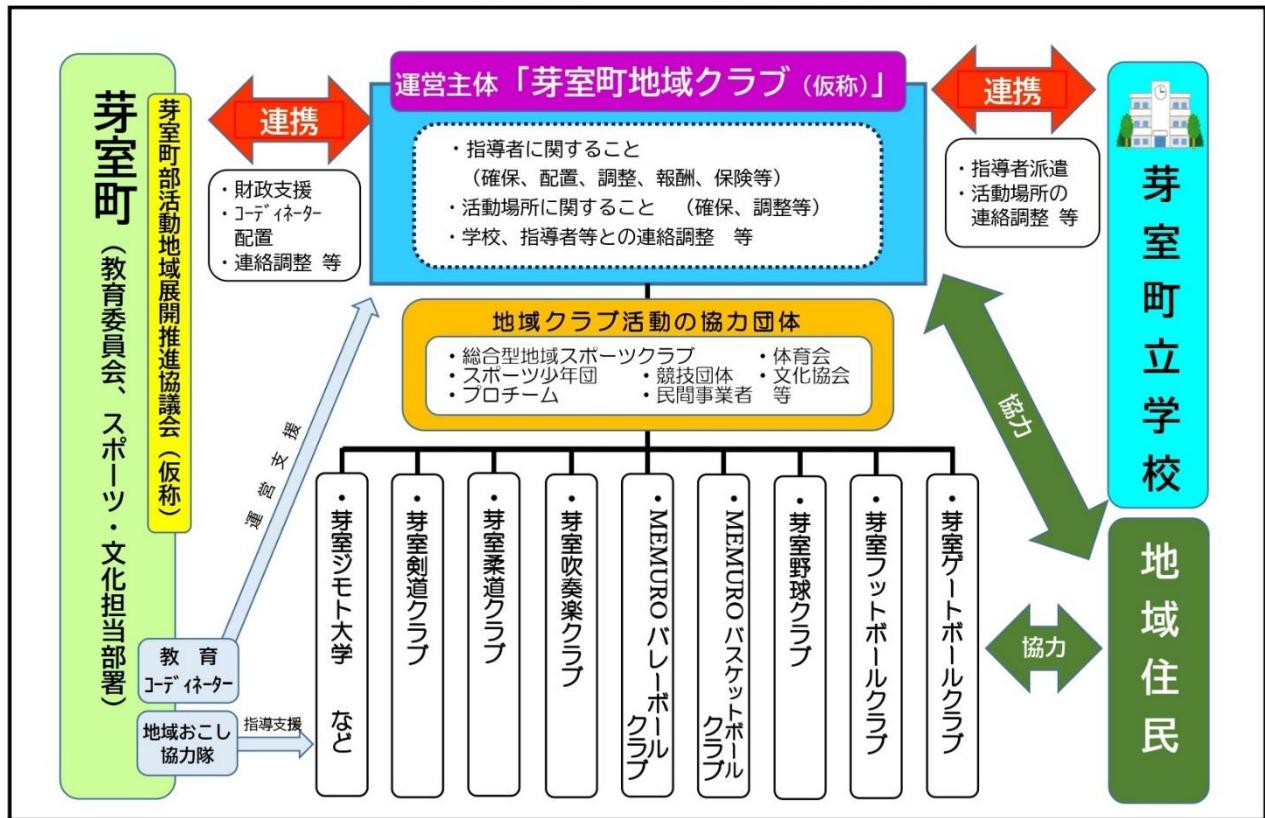 運営主体「芽室町地域クラブ（仮称）」
・指導者に関すること
（確保、配置、調整、報酬、保険等）
・活動場所に関すること　（確保、調整等）
・学校、指導者等との連絡調整　等
芽室町（教育委員会、スポーツ・文化担当部署）
芽室町部活動地域展開推進協議会（仮称）
連携
・財政支援
・ｺｰﾃﾞｨﾈｰﾀｰ
配置
・連絡調整 等
連携
・指導者派遣
・活動場所の
連絡調整 等
芽室町立学校
地域クラブ活動の協力団体
・総合型地域スポーツクラブ　・体育会
・スポーツ少年団　・競技団体　・文化協会
・プロチーム　・民間事業者　等
運営支援
協力
・芽室ジモト大学　など
・芽室剣道クラブ
・芽室柔道クラブ
・芽室吹奏楽クラブ
・MEMURO バレーボール
クラブ
・MEMURO バスケットボール
クラブ
・芽室野球クラブ
・芽室フットボールクラブ
・芽室ゲートボールクラブ
協力
地域住民
教　育
ｺｰﾃﾞｨﾈｰﾀｰ
地域おこし
協力隊
指導支援